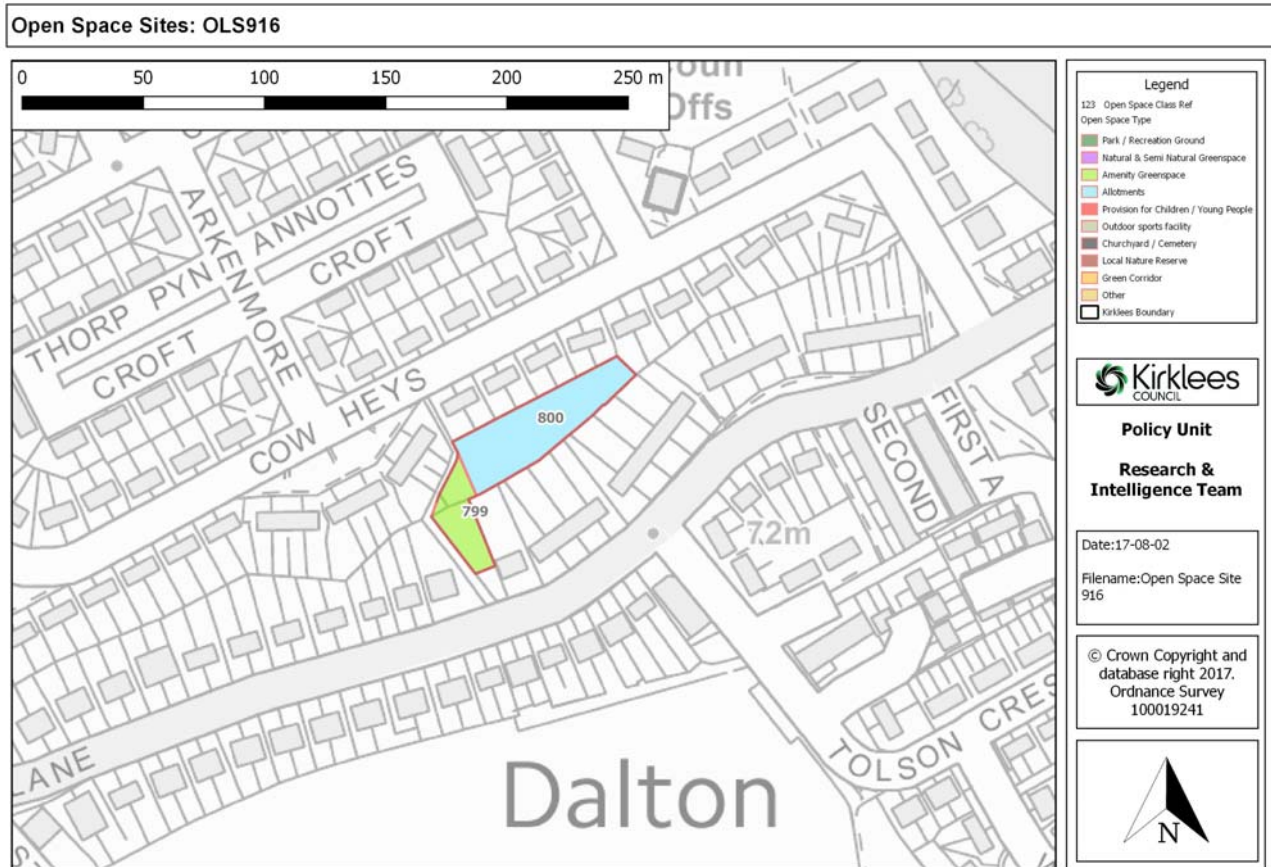 Open Space Sites: OLS916
0 50 100 150 200 250 m
Offs
ARKENMORE
ANNOTTES
CROFT
THORP PYN
CROFT
COW HEYS
800
799
72m
SECOND
FIRST A
LANE
TOLSON CRES
Dalton
Legend
123 Open Space Class Ref
Open Space Type
Park / Recreation Ground
Natural & Semi Natural Greenspace
Amenity Greenspace
Allotments
Provision for Children / Young People
Outdoor sports facility
Churchyard / Cemetery
Local Nature Reserve
Green Corridor
Other
Kirklees Boundary
Kirklees
COUNCIL
Policy Unit
Research &
Intelligence Team
Date:17-08-02
Filename:Open Space Site
916
© Crown Copyright and
database right 2017.
Ordnance Survey
100019241
N